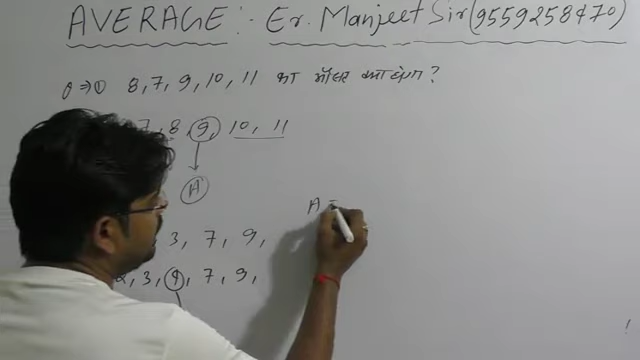 AVERAGE :- Er. Manjeet Sir (9559258470)
Q ⇒ ① 8, 7, 9, 10, 11 का औसत क्या होगा ?
7, 8, 9, 10, 11
A
A =
3, 7, 9,
2, 3, 4, 7, 9,